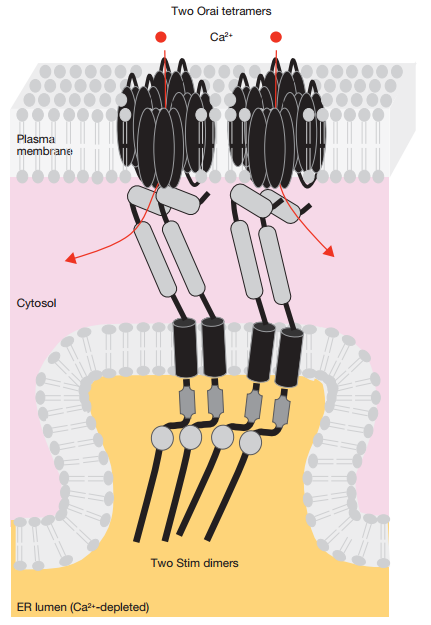 Two Orai tetramers
Ca²⁺
Plasma
membrane
Cytosol
Two Stim dimers
ER lumen (Ca²⁺-depleted)